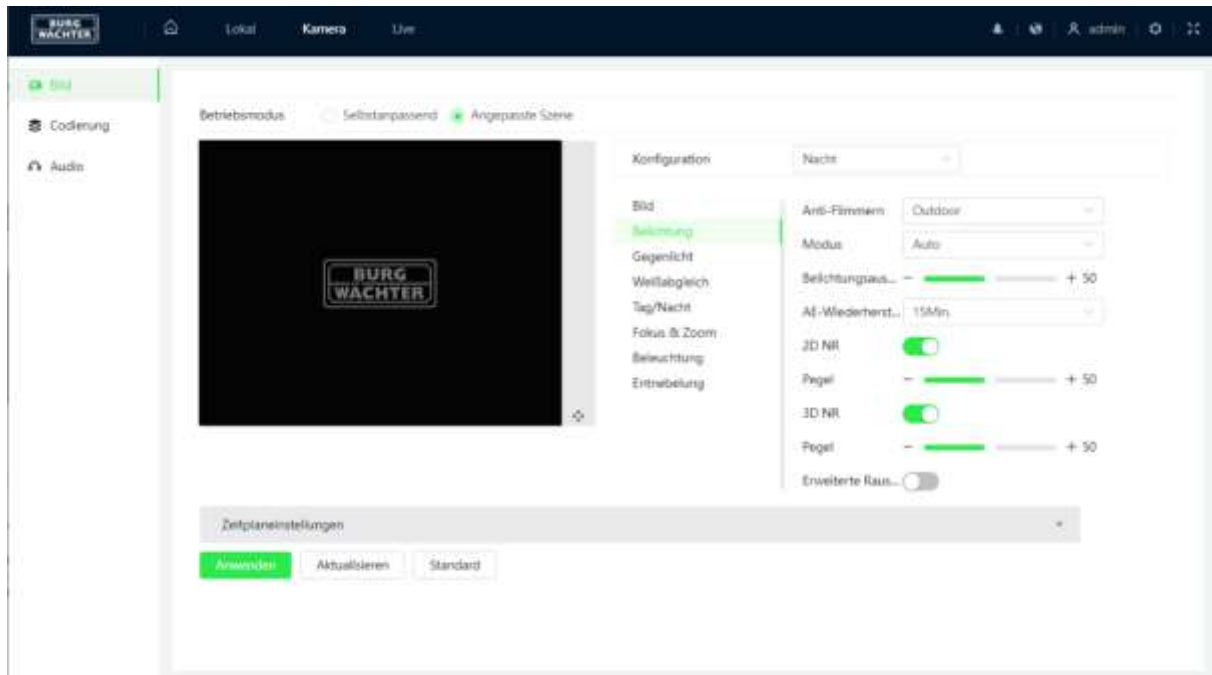 BURG
WÄCHTER
Lokal
Kamera
Live
admin
Bild
Codierung
Audio
Betriebsmodus
Selbstanpassend
Angepasste Szene
BURG
WÄCHTER
Konfiguration
Nacht
Bild
Belichtung
Gegenlicht
Weißabgleich
Tag/Nacht
Fokus & Zoom
Beleuchtung
Entnebelung
Anti-Flimmern
Outdoor
Modus
Auto
Belichtungsaus...
- + 50
AE-Wiederherst...
15Min.
2D NR
Pegel
- + 50
3D NR
Pegel
- + 50
Erweiterte Raus...
Zeitplaneinstellungen
Anwenden
Aktualisieren
Standard